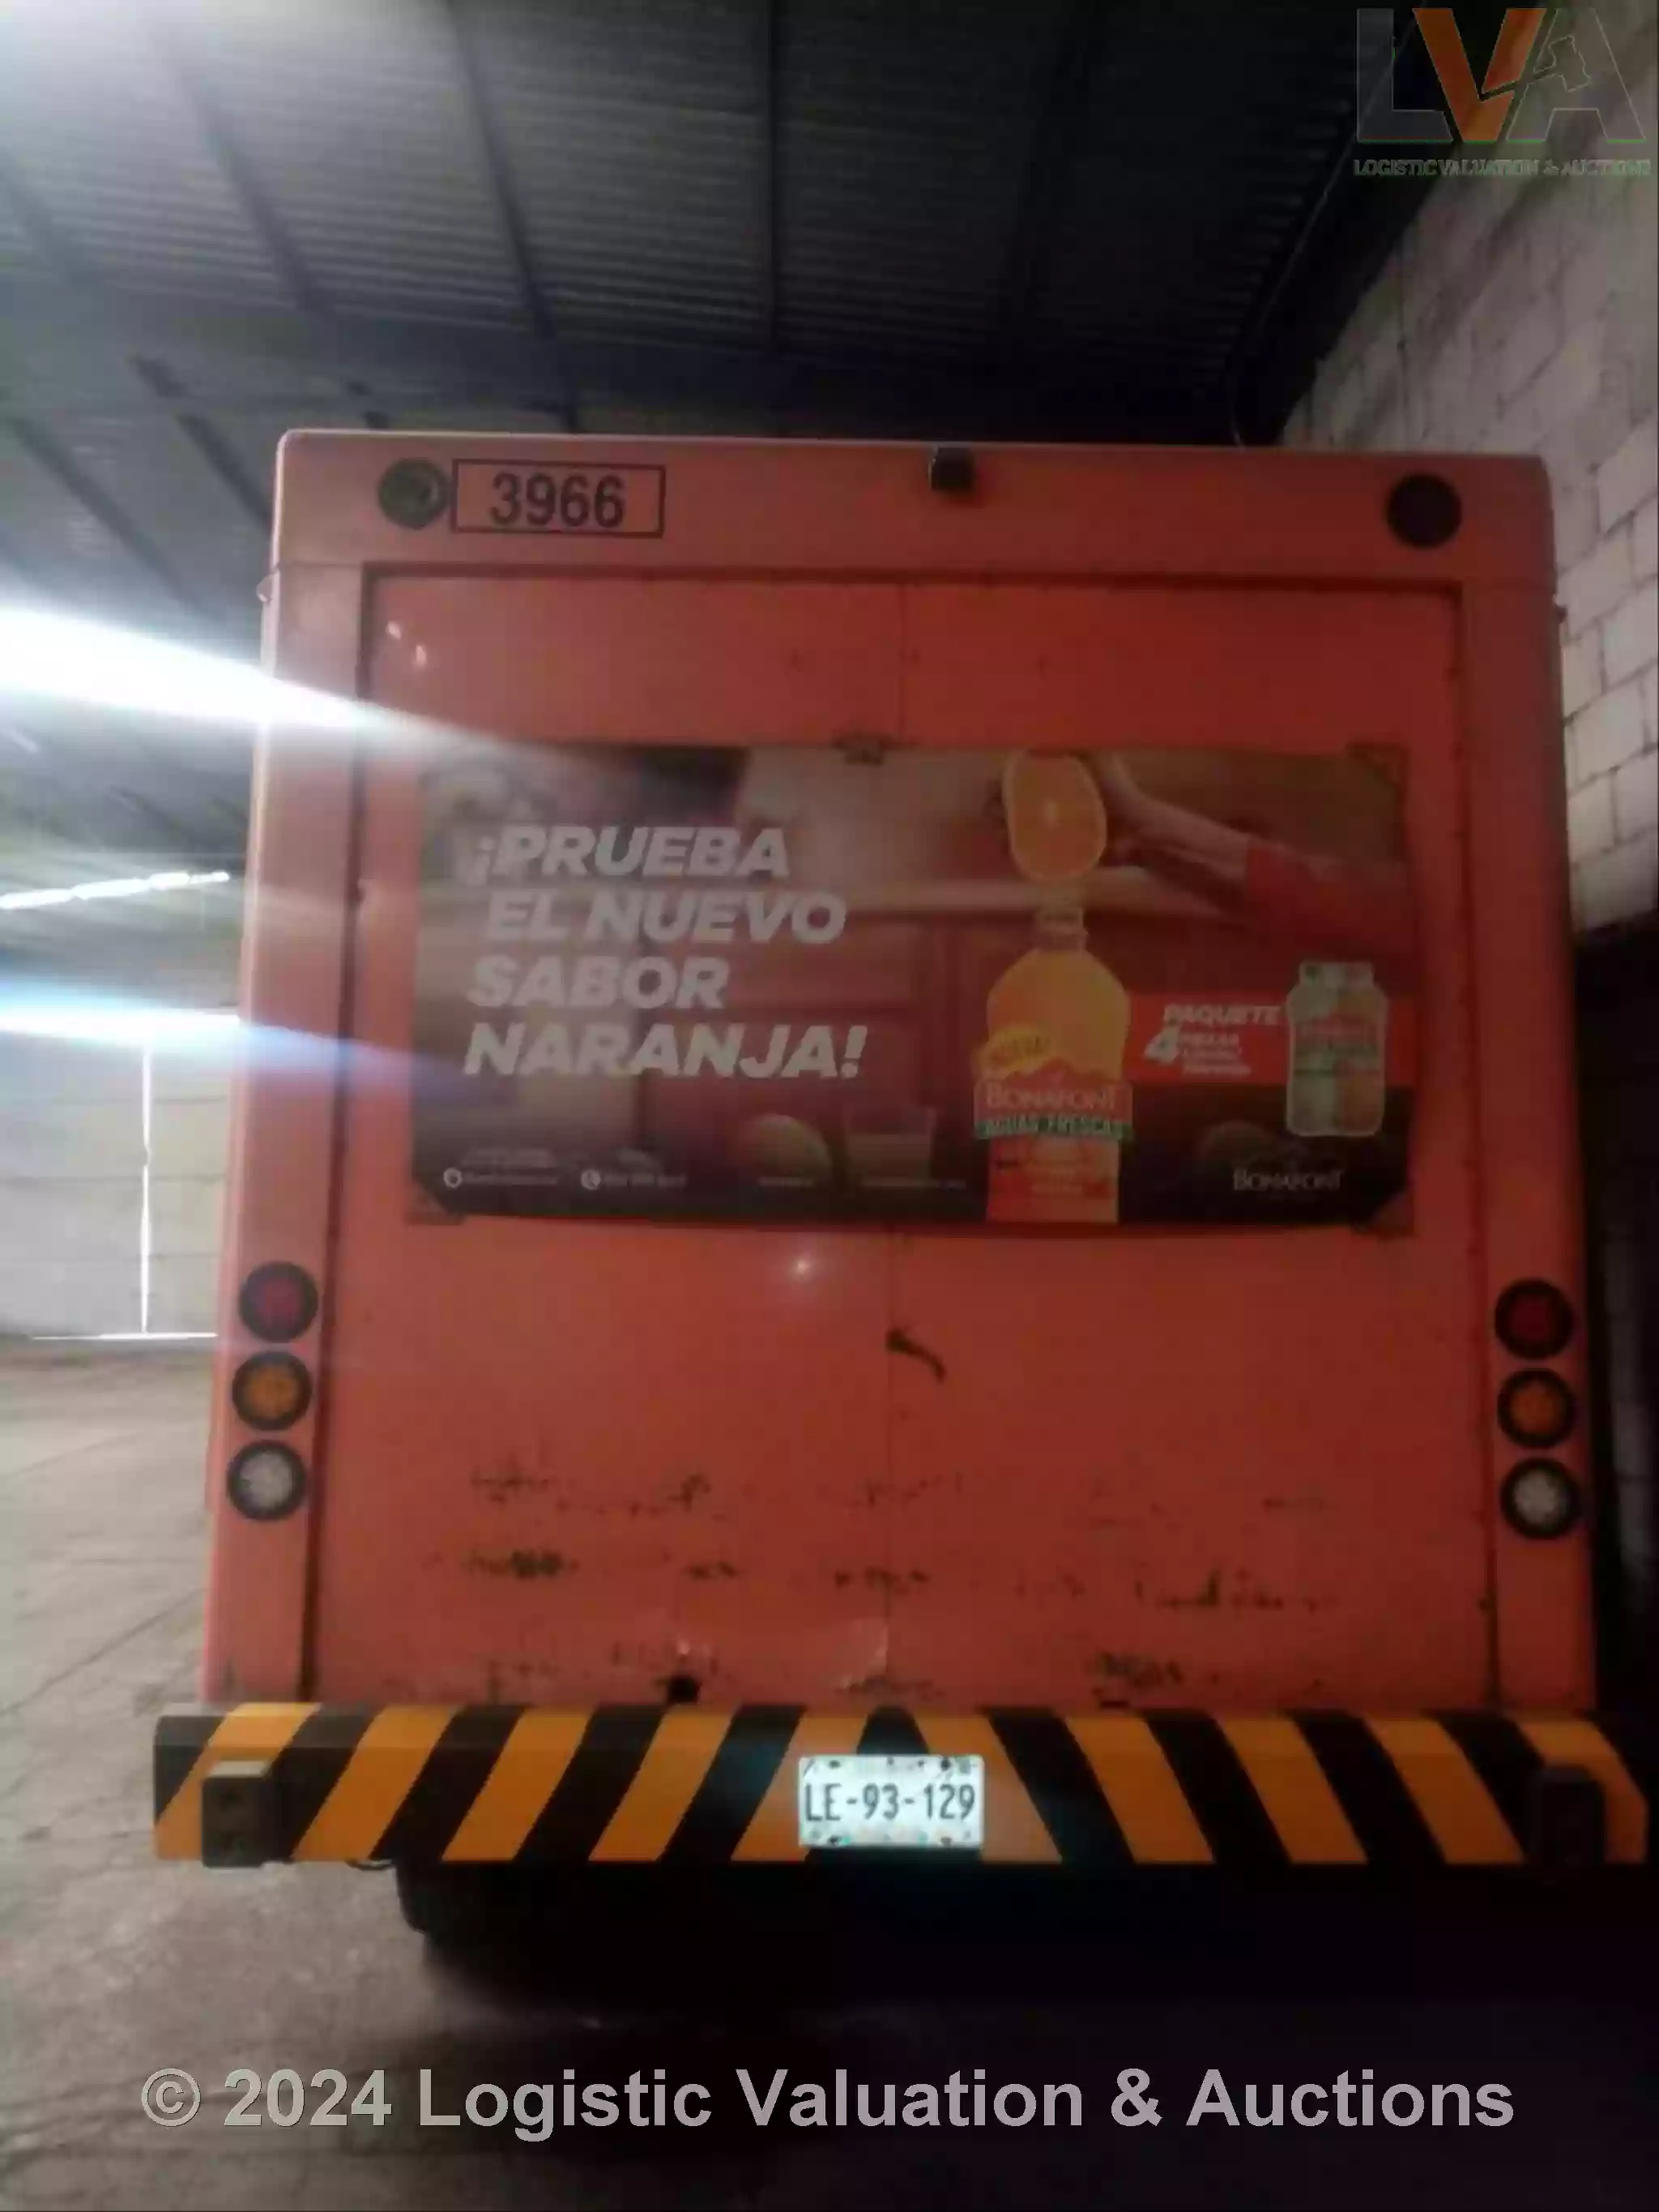 LVA
LOGISTIC VALUATION & AUCTIONS
3966
¡PRUEBA
EL NUEVO
SABOR
NARANJA!
PAQUETE
4
BONAFONT
AGUAS FRESCAS
BONAFONT
LE-93-129
© 2024 Logistic Valuation & Auctions